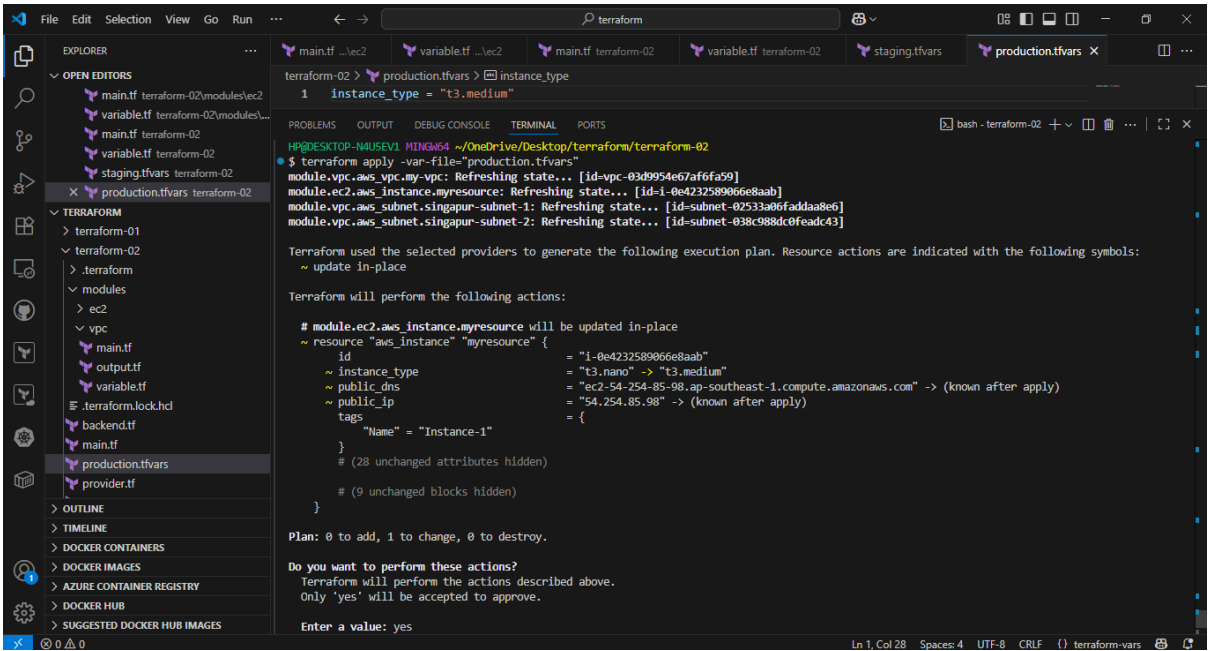 File Edit Selection View Go Run ··· ← → terraform
EXPLORER ···
OPEN EDITORS
main.tf terraform-02\modules\ec2
variable.tf terraform-02\modules\...
main.tf terraform-02
variable.tf terraform-02
staging.tfvars terraform-02
production.tfvars terraform-02
TERRAFORM
terraform-01
terraform-02
.terraform
modules
ec2
vpc
main.tf
output.tf
variable.tf
.terraform.lock.hcl
backend.tf
main.tf
production.tfvars
provider.tf
OUTLINE
TIMELINE
DOCKER CONTAINERS
DOCKER IMAGES
AZURE CONTAINER REGISTRY
DOCKER HUB
SUGGESTED DOCKER HUB IMAGES
1
main.tf ...\ec2 variable.tf ...\ec2 main.tf terraform-02 variable.tf terraform-02 staging.tfvars production.tfvars
terraform-02 > production.tfvars > instance_type
1 instance_type = "t3.medium"
PROBLEMS OUTPUT DEBUG CONSOLE TERMINAL PORTS bash - terraform-02
HP@DESKTOP-N4U5EV1 MINGW64 ~/OneDrive/Desktop/terraform/terraform-02
$ terraform apply -var-file="production.tfvars"
module.vpc.aws_vpc.my-vpc: Refreshing state... [id=vpc-03d9954e67af6fa59]
module.ec2.aws_instance.myresource: Refreshing state... [id=i-0e4232589066e8aab]
module.vpc.aws_subnet.singapur-subnet-1: Refreshing state... [id=subnet-02533a06faddaa8e6]
module.vpc.aws_subnet.singapur-subnet-2: Refreshing state... [id=subnet-038c988dc0feadc43]
Terraform used the selected providers to generate the following execution plan. Resource actions are indicated with the following symbols:
~ update in-place
Terraform will perform the following actions:
# module.ec2.aws_instance.myresource will be updated in-place
~ resource "aws_instance" "myresource" {
id = "i-0e4232589066e8aab"
~ instance_type = "t3.nano" -> "t3.medium"
~ public_dns = "ec2-54-254-85-98.ap-southeast-1.compute.amazonaws.com" -> (known after apply)
~ public_ip = "54.254.85.98" -> (known after apply)
tags = {
"Name" = "Instance-1"
}
# (28 unchanged attributes hidden)
# (9 unchanged blocks hidden)
}
Plan: 0 to add, 1 to change, 0 to destroy.
Do you want to perform these actions?
Terraform will perform the actions described above.
Only 'yes' will be accepted to approve.
Enter a value: yes
0 0 Ln 1, Col 28 Spaces: 4 UTF-8 CRLF {} terraform-vars